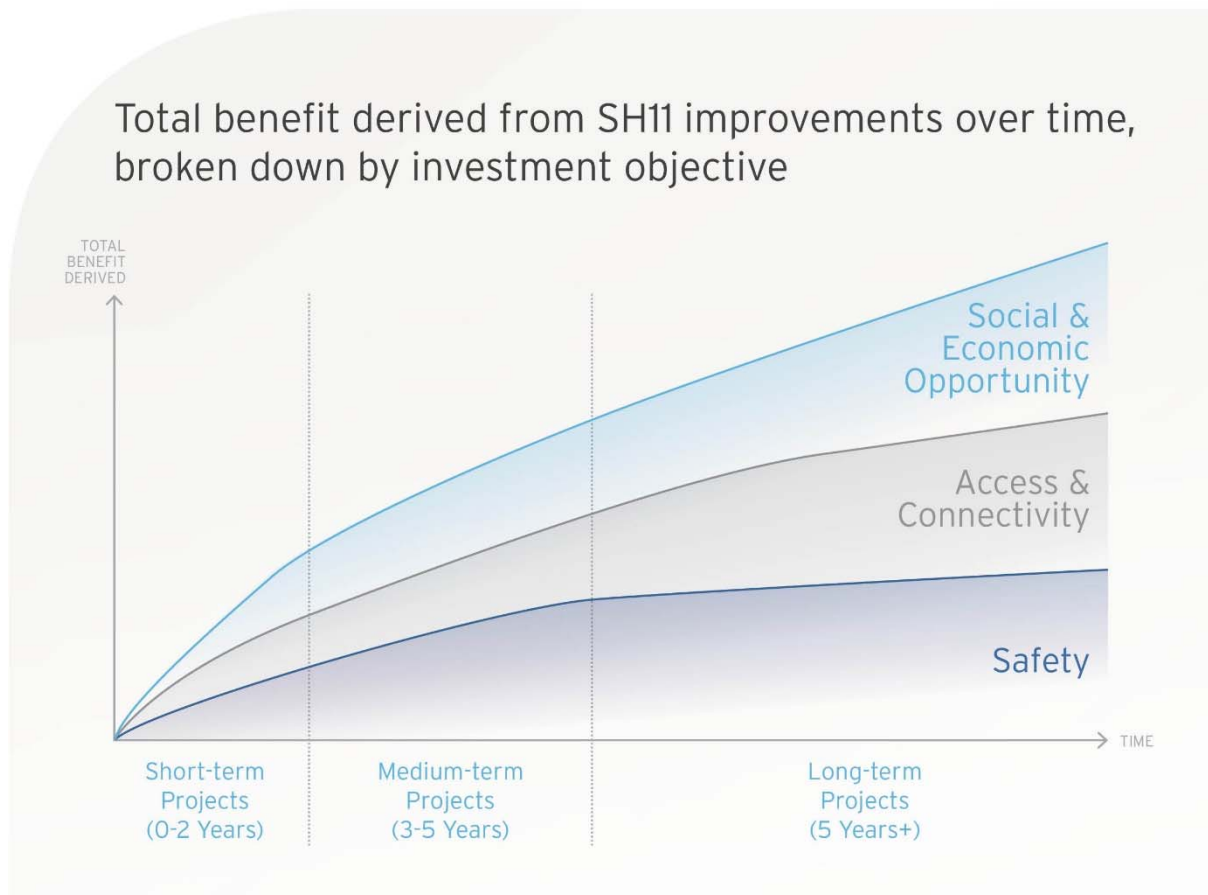 Total benefit derived from SH11 improvements over time,
broken down by investment objective
TOTAL
BENEFIT
DERIVED
Social &
Economic
Opportunity
Access &
Connectivity
Safety
TIME
Short-term
Projects
(0-2 Years)
Medium-term
Projects
(3-5 Years)
Long-term
Projects
(5 Years+)